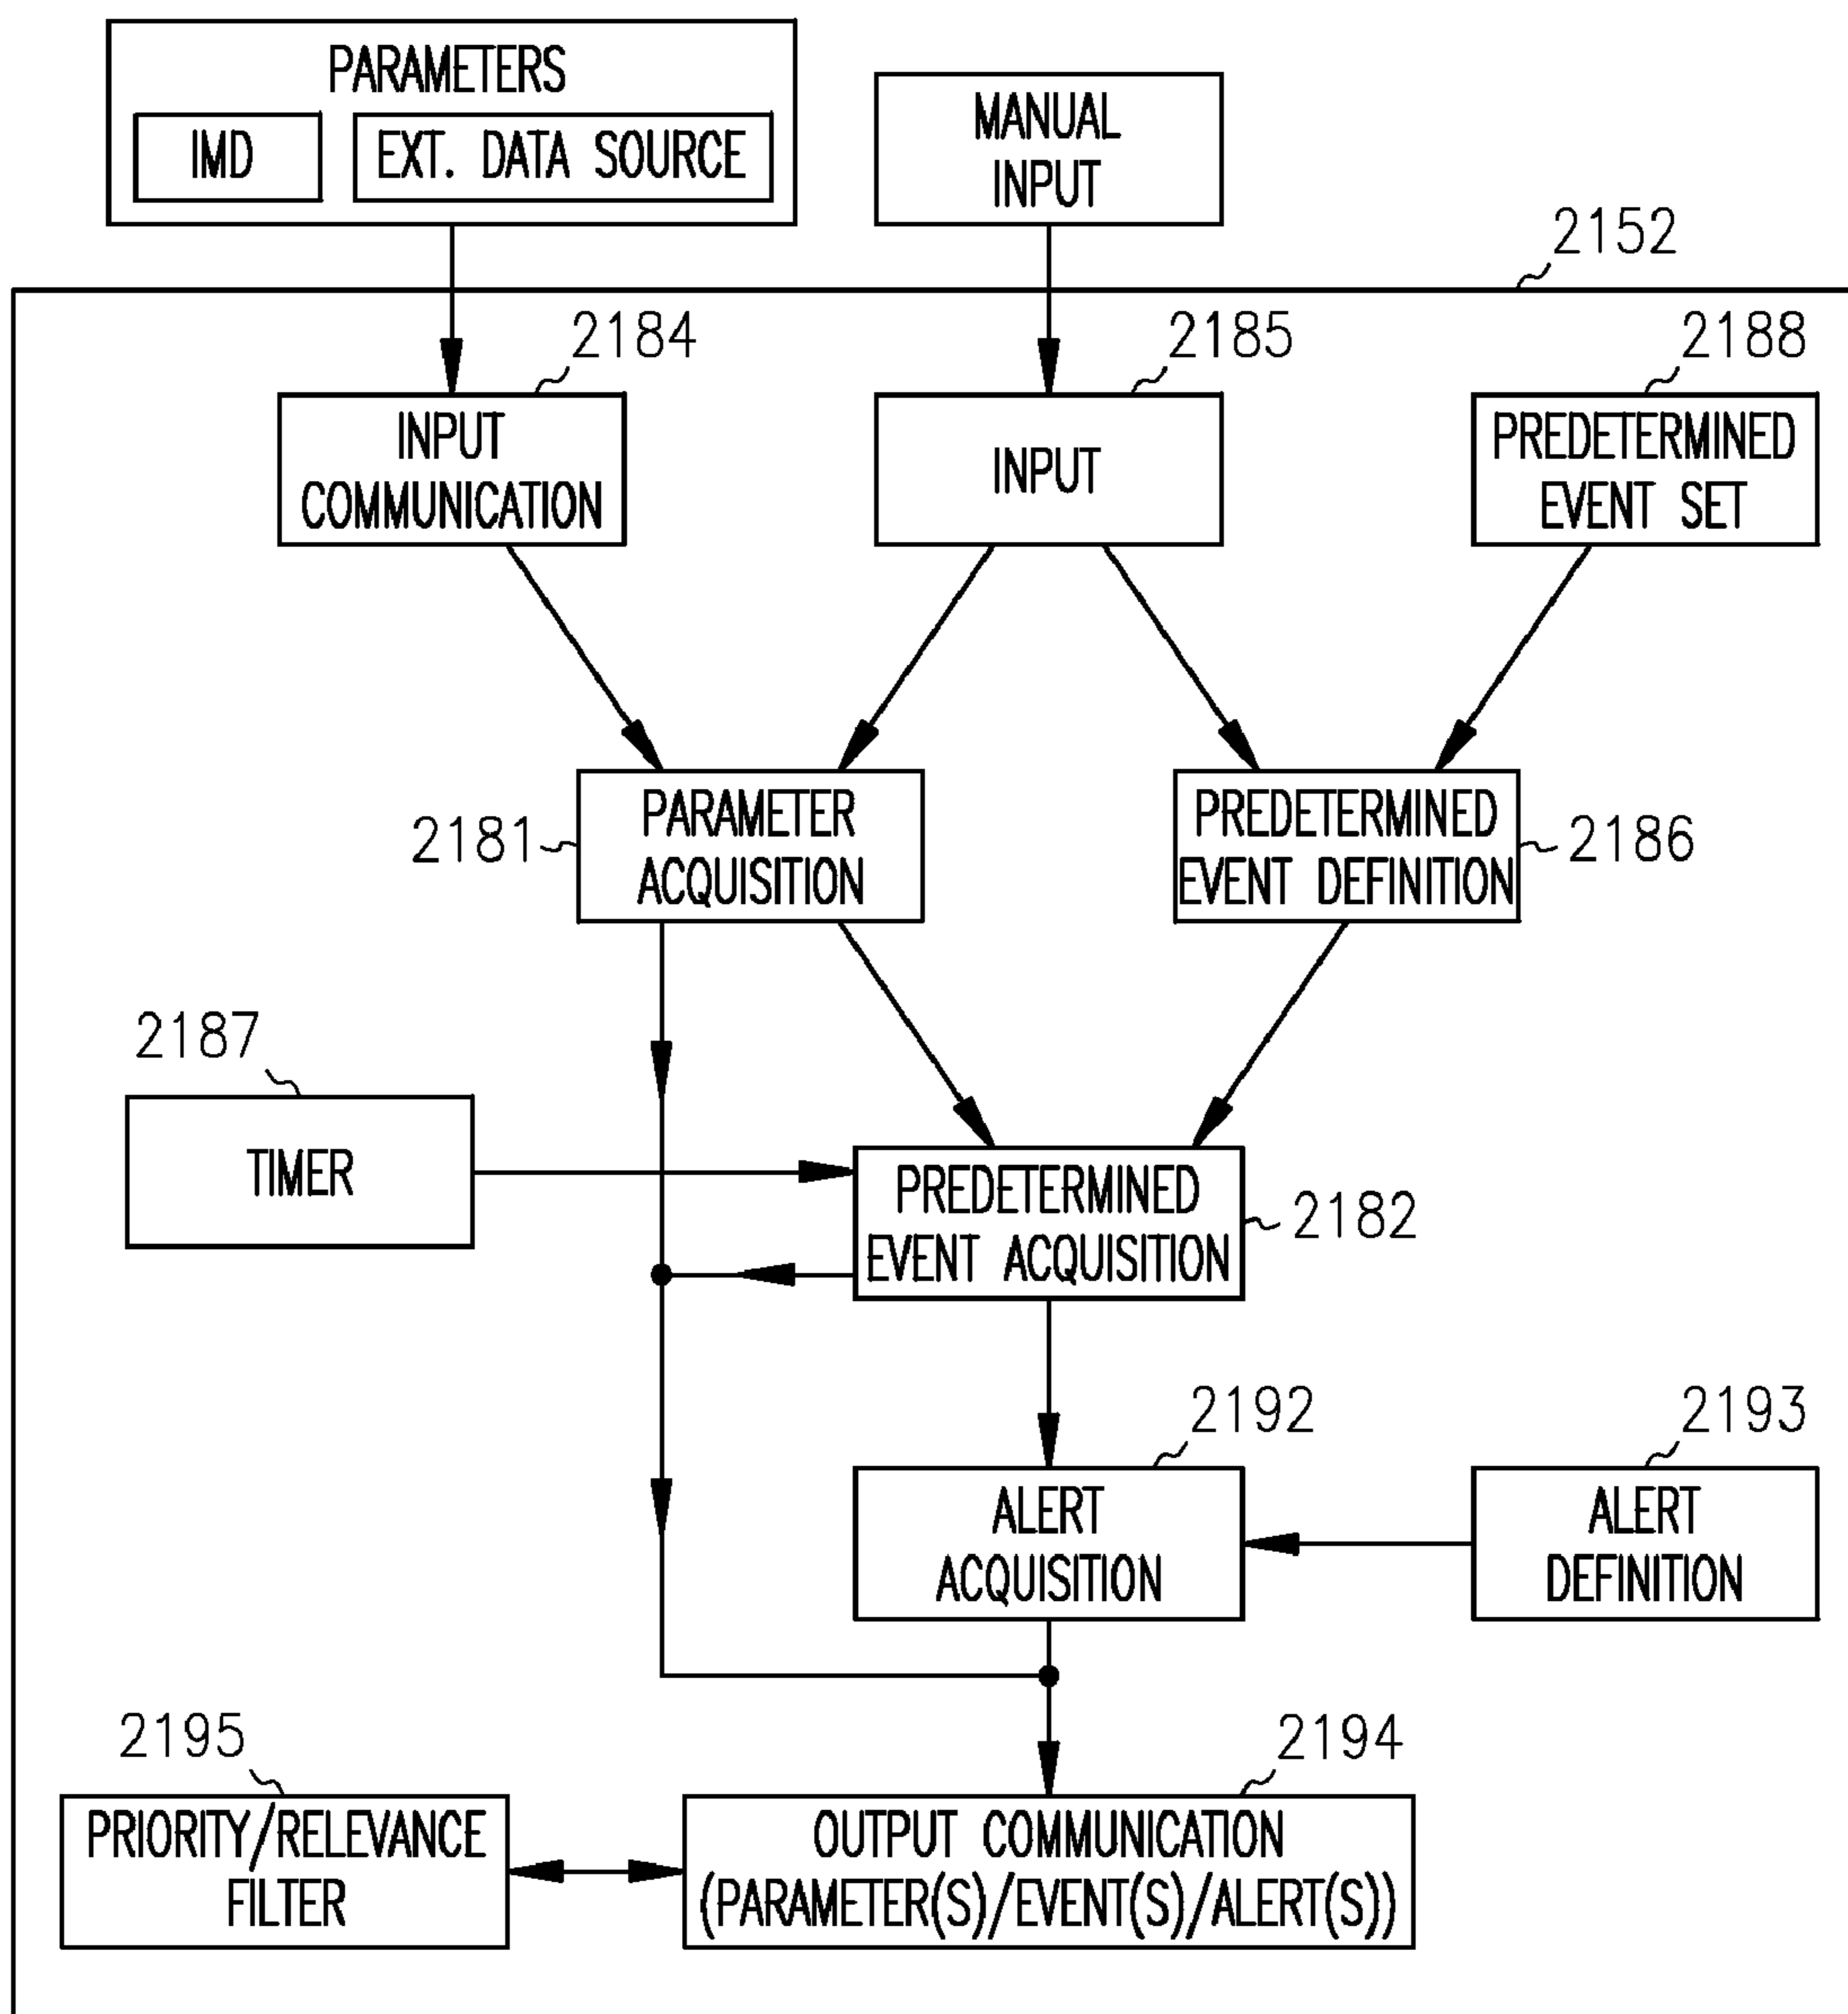 PARAMETERS
IMD
EXT. DATA SOURCE
MANUAL
INPUT
2152
2184
2185
2188
INPUT
COMMUNICATION
INPUT
PREDETERMINED
EVENT SET
2181
PARAMETER
ACQUISITION
PREDETERMINED
EVENT DEFINITION
2186
2187
TIMER
PREDETERMINED
EVENT ACQUISITION
2182
2192
2193
ALERT
ACQUISITION
ALERT
DEFINITION
2195
2194
PRIORITY/RELEVANCE
FILTER
OUTPUT COMMUNICATION
(PARAMETER(S)/EVENT(S)/ALERT(S))